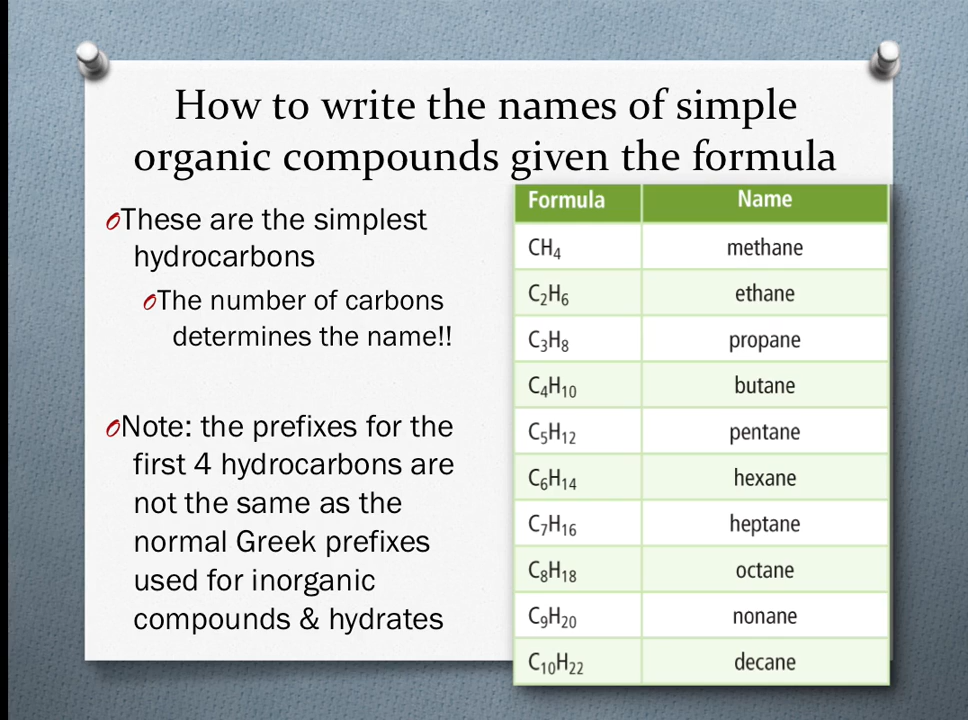 How to write the names of simple
organic compounds given the formula
These are the simplest
hydrocarbons
The number of carbons
determines the name!!
Note: the prefixes for the
first 4 hydrocarbons are
not the same as the
normal Greek prefixes
used for inorganic
compounds & hydrates
Formula Name
CH₄ methane
C₂H₆ ethane
C₃H₈ propane
C₄H₁₀ butane
C₅H₁₂ pentane
C₆H₁₄ hexane
C₇H₁₆ heptane
C₈H₁₈ octane
C₉H₂₀ nonane
C₁₀H₂₂ decane